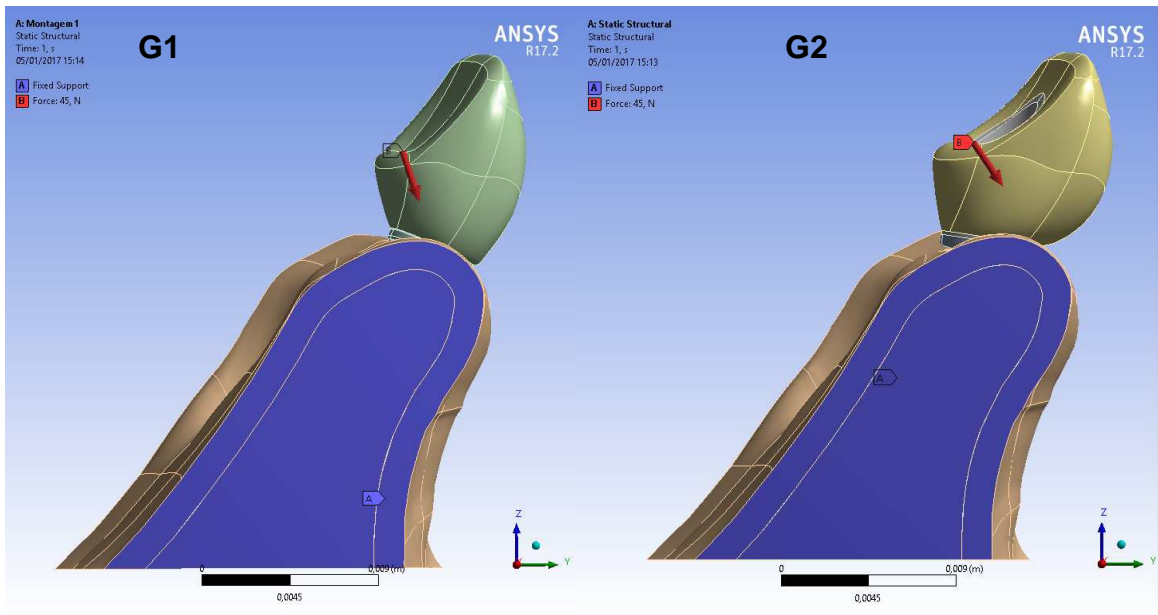 A: Montagem 1
Static Structural
Time: 1, s
05/01/2017 15:14
A Fixed Support
B Force: 45, N
G1
ANSYS
R17.2
B
A
Z
Y
0
0,009 (m)
0,0045
A: Static Structural
Static Structural
Time: 1, s
05/01/2017 15:13
A Fixed Support
B Force: 45, N
G2
ANSYS
R17.2
B
A
Z
Y
0
0,009 (m)
0,0045